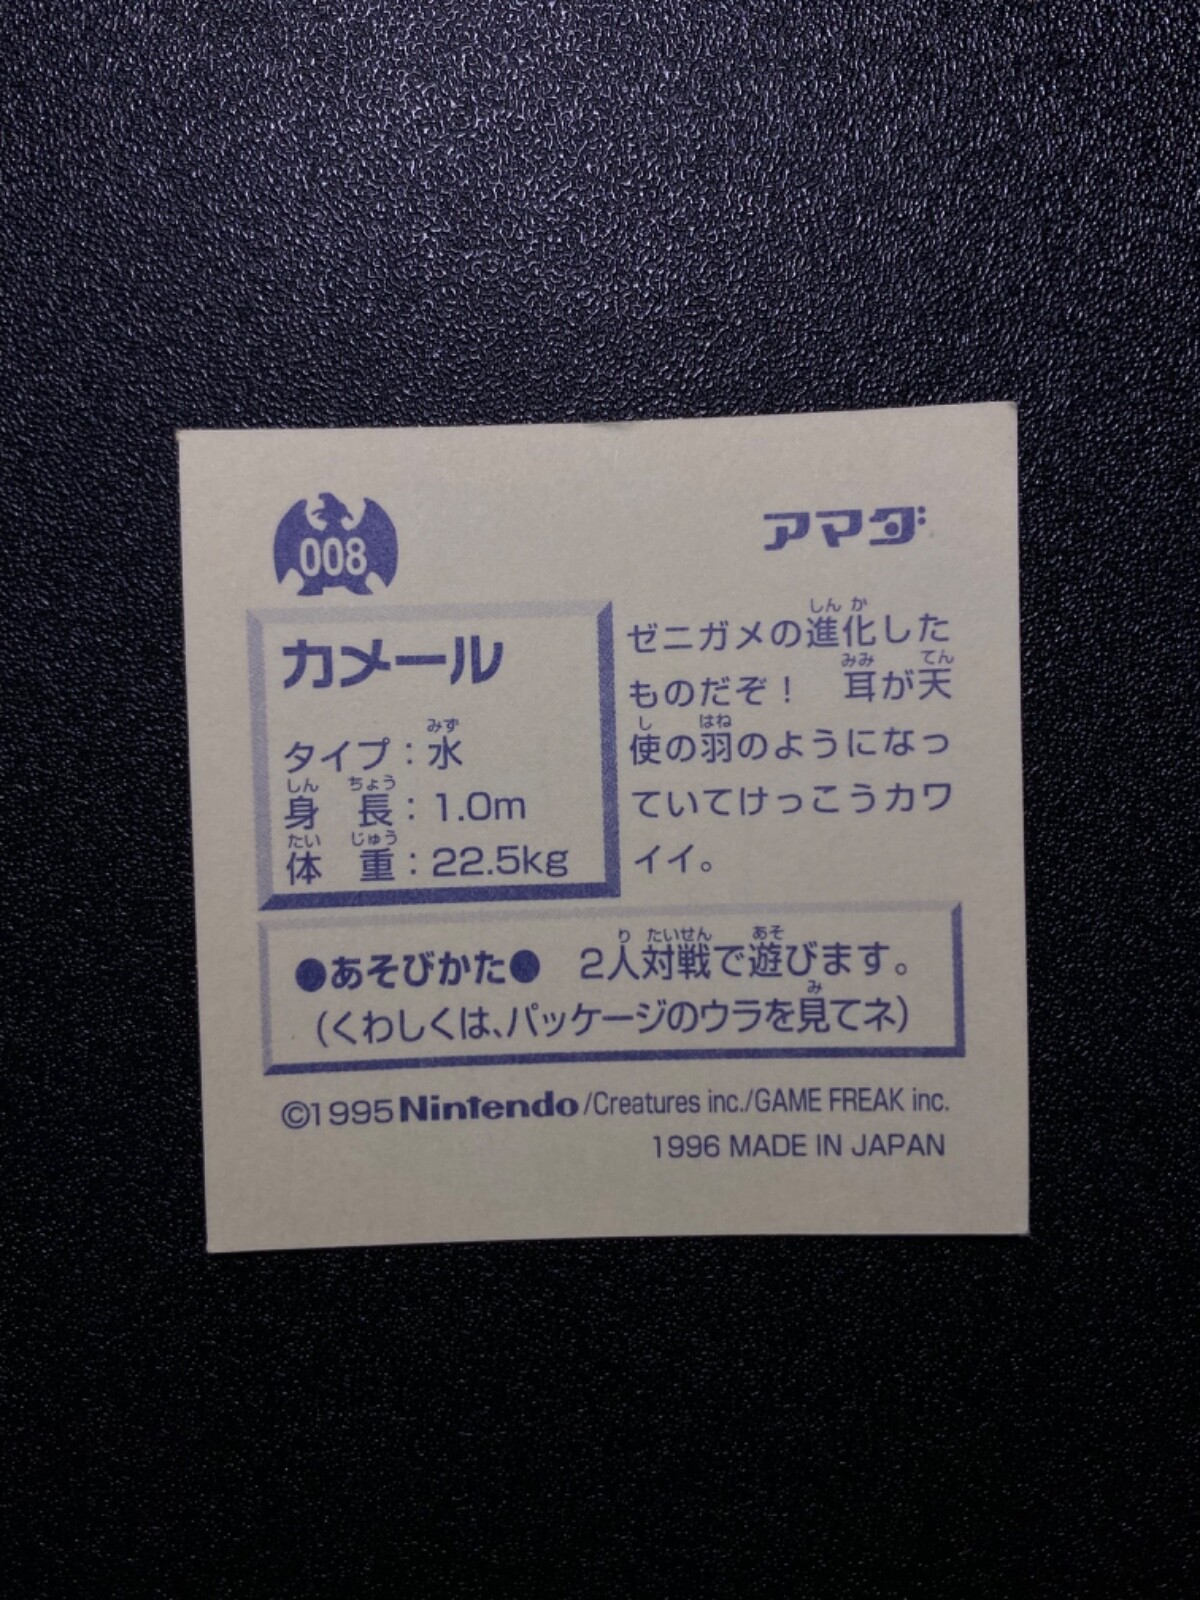 008
アマダ
カメール
タイプ：水
身長：1.0m
体重：22.5kg
ゼニガメの進化した
ものだぞ！ 耳が天
使の羽のようになっ
ていてけっこうカワ
イイ。
●あそびかた● 2人対戦で遊びます。
（くわしくは、パッケージのウラを見てネ）
©1995 Nintendo/Creatures inc./GAME FREAK inc.
1996 MADE IN JAPAN